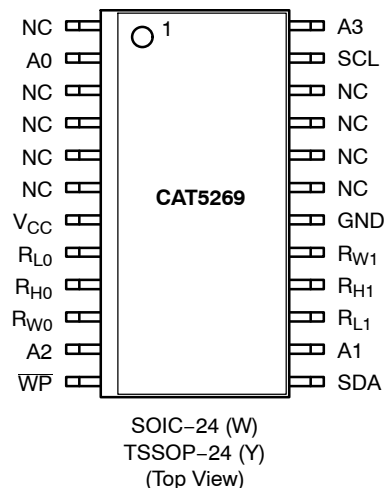 NC 1 A3
A0 SCL
NC NC
NC NC
NC NC
NC NC
CAT5269
VCC GND
RL0 RW1
RH0 RH1
RW0 RL1
A2 A1
WP SDA
SOIC−24 (W)
TSSOP−24 (Y)
(Top View)